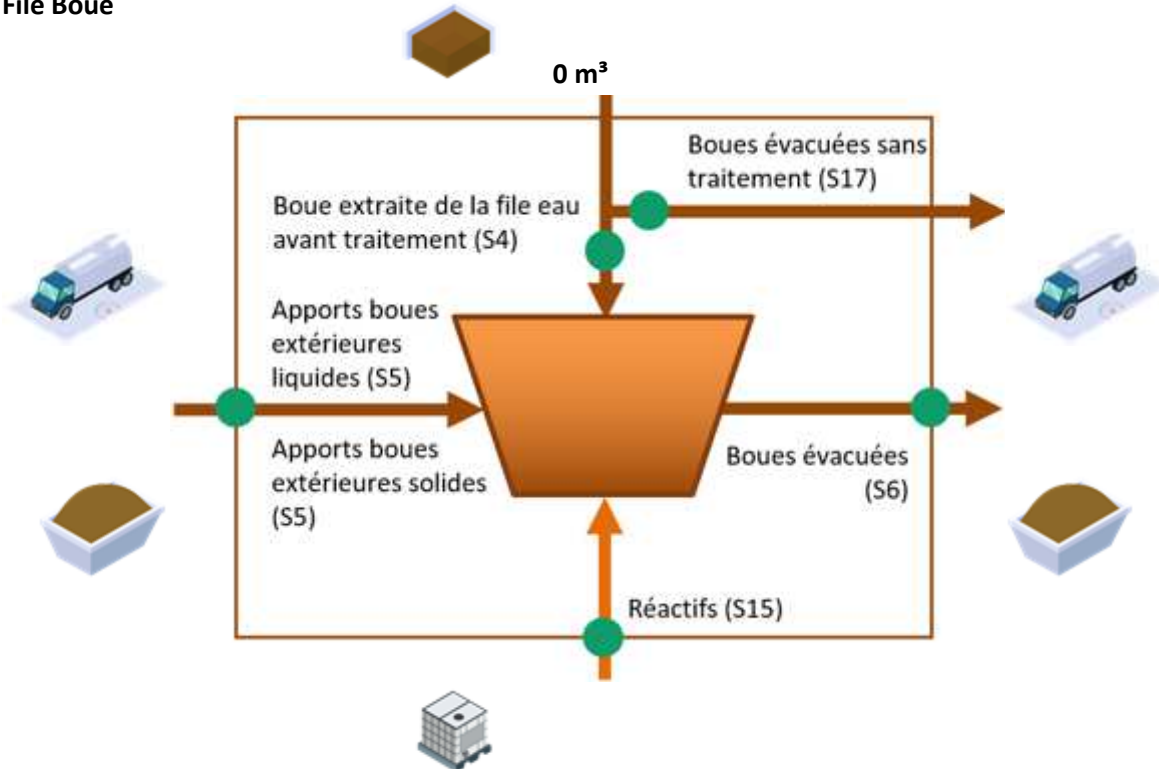 File Boue
0 m³
Boues évacuées sans
traitement (S17)
Boue extraite de la file eau
avant traitement (S4)
Apports boues
extérieures
liquides (S5)
Apports boues
extérieures solides
(S5)
Boues évacuées
(S6)
Réactifs (S15)